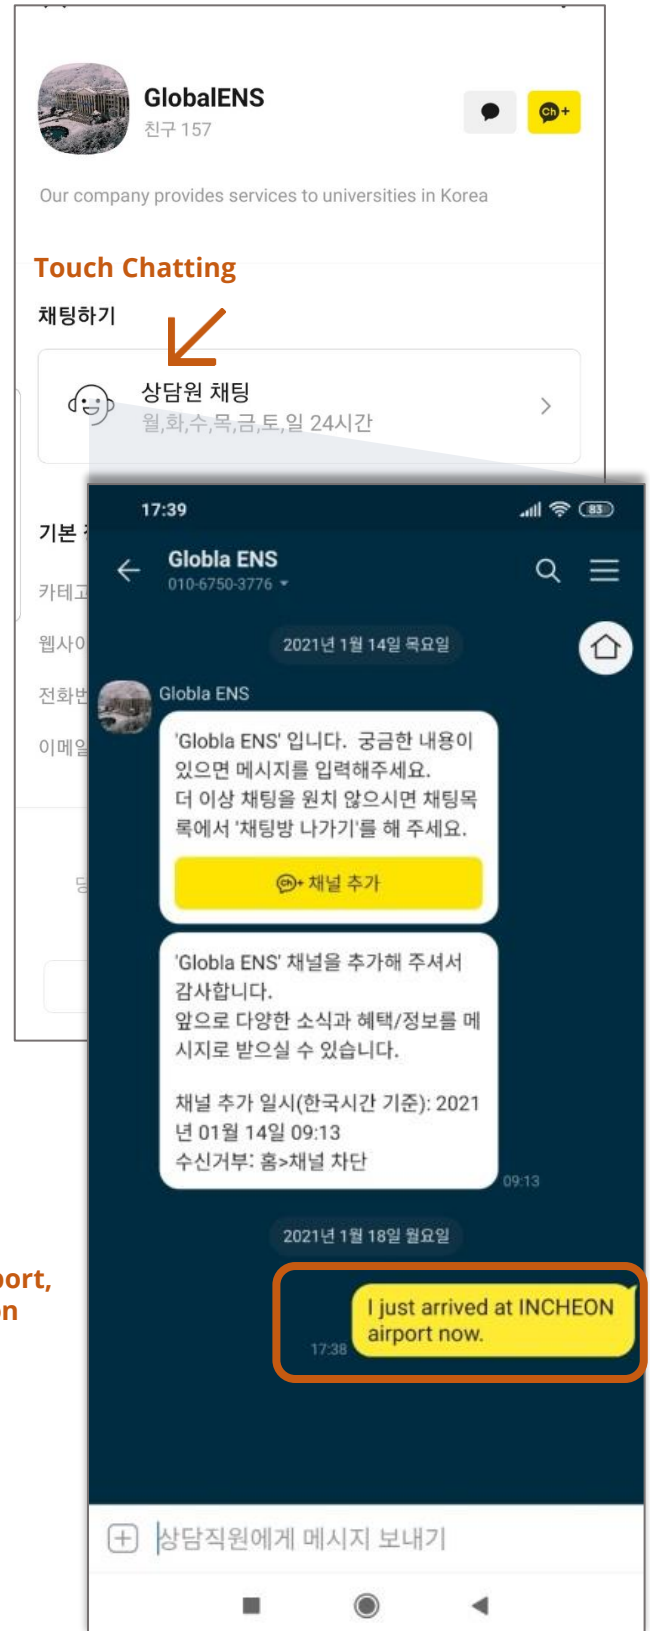 GlobalENS
친구 157
Ch+
Our company provides services to universities in Korea
Touch Chatting
채팅하기
상담원 채팅
월,화,수,목,금,토,일 24시간
기본
카테고
웹사이
전화번
이메일
17:39
83
Globla ENS
010-6750-3776
2021년 1월 14일 목요일
Globla ENS
'Globla ENS' 입니다. 궁금한 내용이
있으면 메시지를 입력해주세요.
더 이상 채팅을 원치 않으시면 채팅목
록에서 '채팅방 나가기'를 해 주세요.
Ch+ 채널 추가
'Globla ENS' 채널을 추가해 주셔서
감사합니다.
앞으로 다양한 소식과 혜택/정보를 메
시지로 받으실 수 있습니다.
채널 추가 일시(한국시간 기준): 2021
년 01월 14일 09:13
수신거부: 홈>채널 차단
09:13
2021년 1월 18일 월요일
port,
on
I just arrived at INCHEON
airport now.
17:38
상담직원에게 메시지 보내기